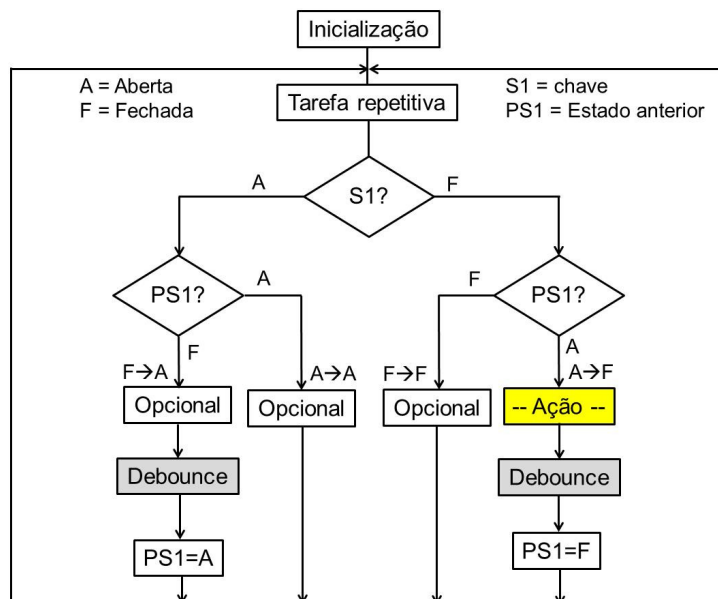 Inicialização
A = Aberta
F = Fechada
S1 = chave
PS1 = Estado anterior
Tarefa repetitiva
A
S1?
F
PS1?
A
F
PS1?
F
A
F→A
A→A
F→F
A→F
Opcional
Opcional
Opcional
-- Ação --
Debounce
Debounce
PS1=A
PS1=F